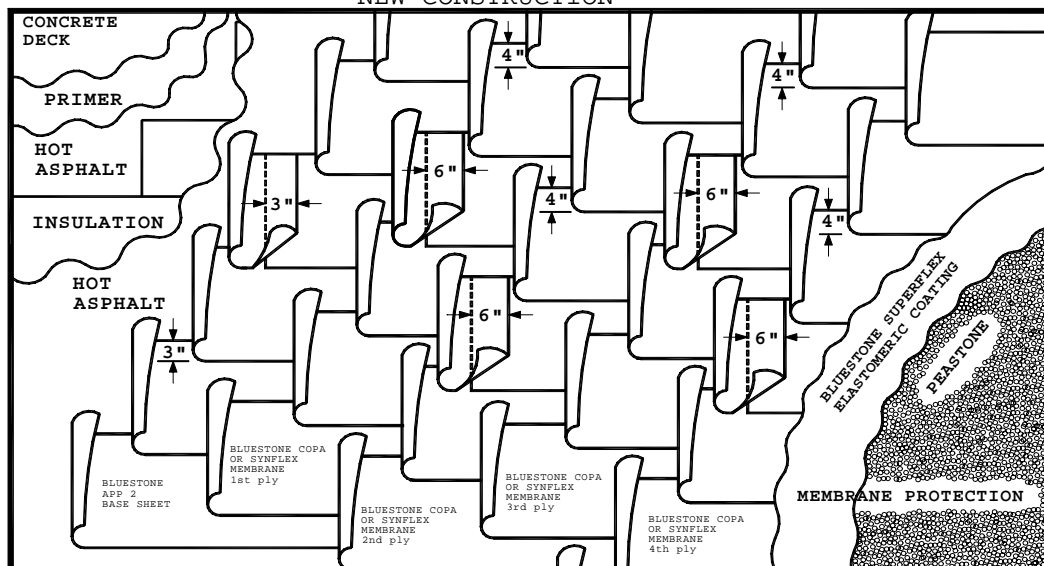 NEW CONSTRUCTION
CONCRETE
DECK
PRIMER
HOT
ASPHALT
INSULATION
HOT
ASPHALT
4"
4"
3"
6"
4"
6"
4"
3"
6"
6"
BLUESTONE
APP 2
BASE SHEET
BLUESTONE COPA
OR SYNFLEX
MEMBRANE
1st ply
BLUESTONE COPA
OR SYNFLEX
MEMBRANE
2nd ply
BLUESTONE COPA
OR SYNFLEX
MEMBRANE
3rd ply
BLUESTONE COPA
OR SYNFLEX
MEMBRANE
4th ply
BLUESTONE SUPERFLEX
ELASTOMERIC COATING
PEASTONE
MEMBRANE PROTECTION